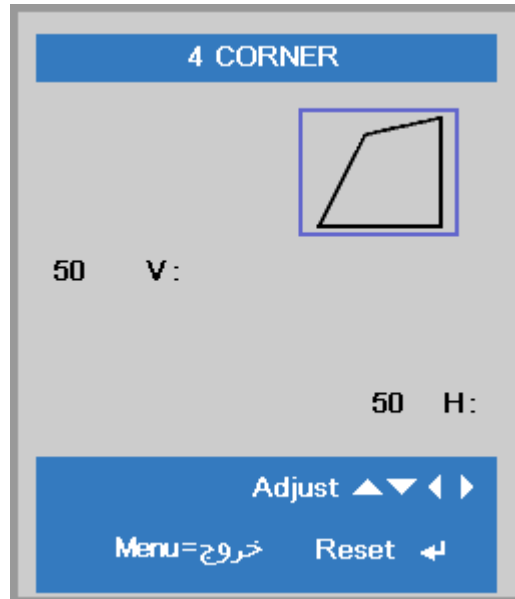 4 CORNER
50 V:
50 H:
Adjust ▲▼◀▶
Menu=خروج Reset ↵